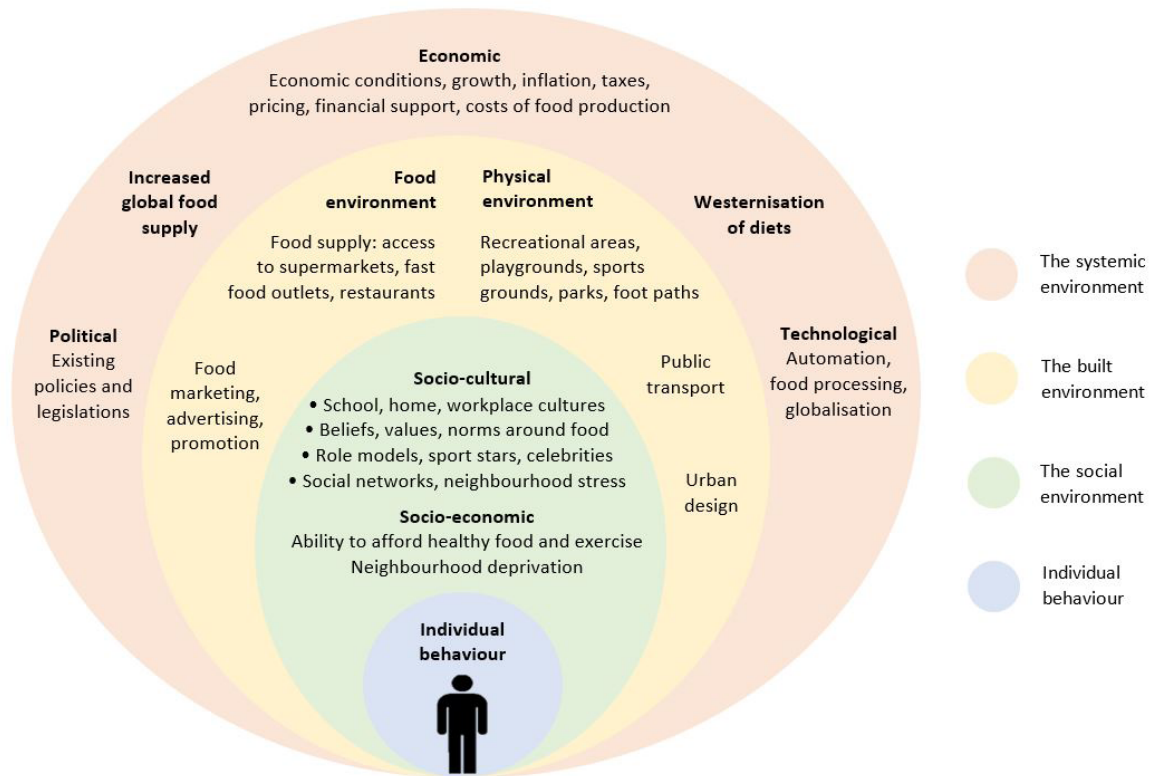 Economic
Economic conditions, growth, inflation, taxes,
pricing, financial support, costs of food production
Increased
global food
supply
Food
environment
Food supply: access
to supermarkets, fast
food outlets, restaurants
Physical
environment
Recreational areas,
playgrounds, sports
grounds, parks, foot paths
Westernisation
of diets
Political
Existing
policies and
legislations
Food
marketing,
advertising,
promotion
Socio-cultural
• School, home, workplace cultures
• Beliefs, values, norms around food
• Role models, sport stars, celebrities
• Social networks, neighbourhood stress
Socio-economic
Ability to afford healthy food and exercise
Neighbourhood deprivation
Public
transport
Urban
design
Technological
Automation,
food processing,
globalisation
Individual
behaviour
The systemic
environment
The built
environment
The social
environment
Individual
behaviour